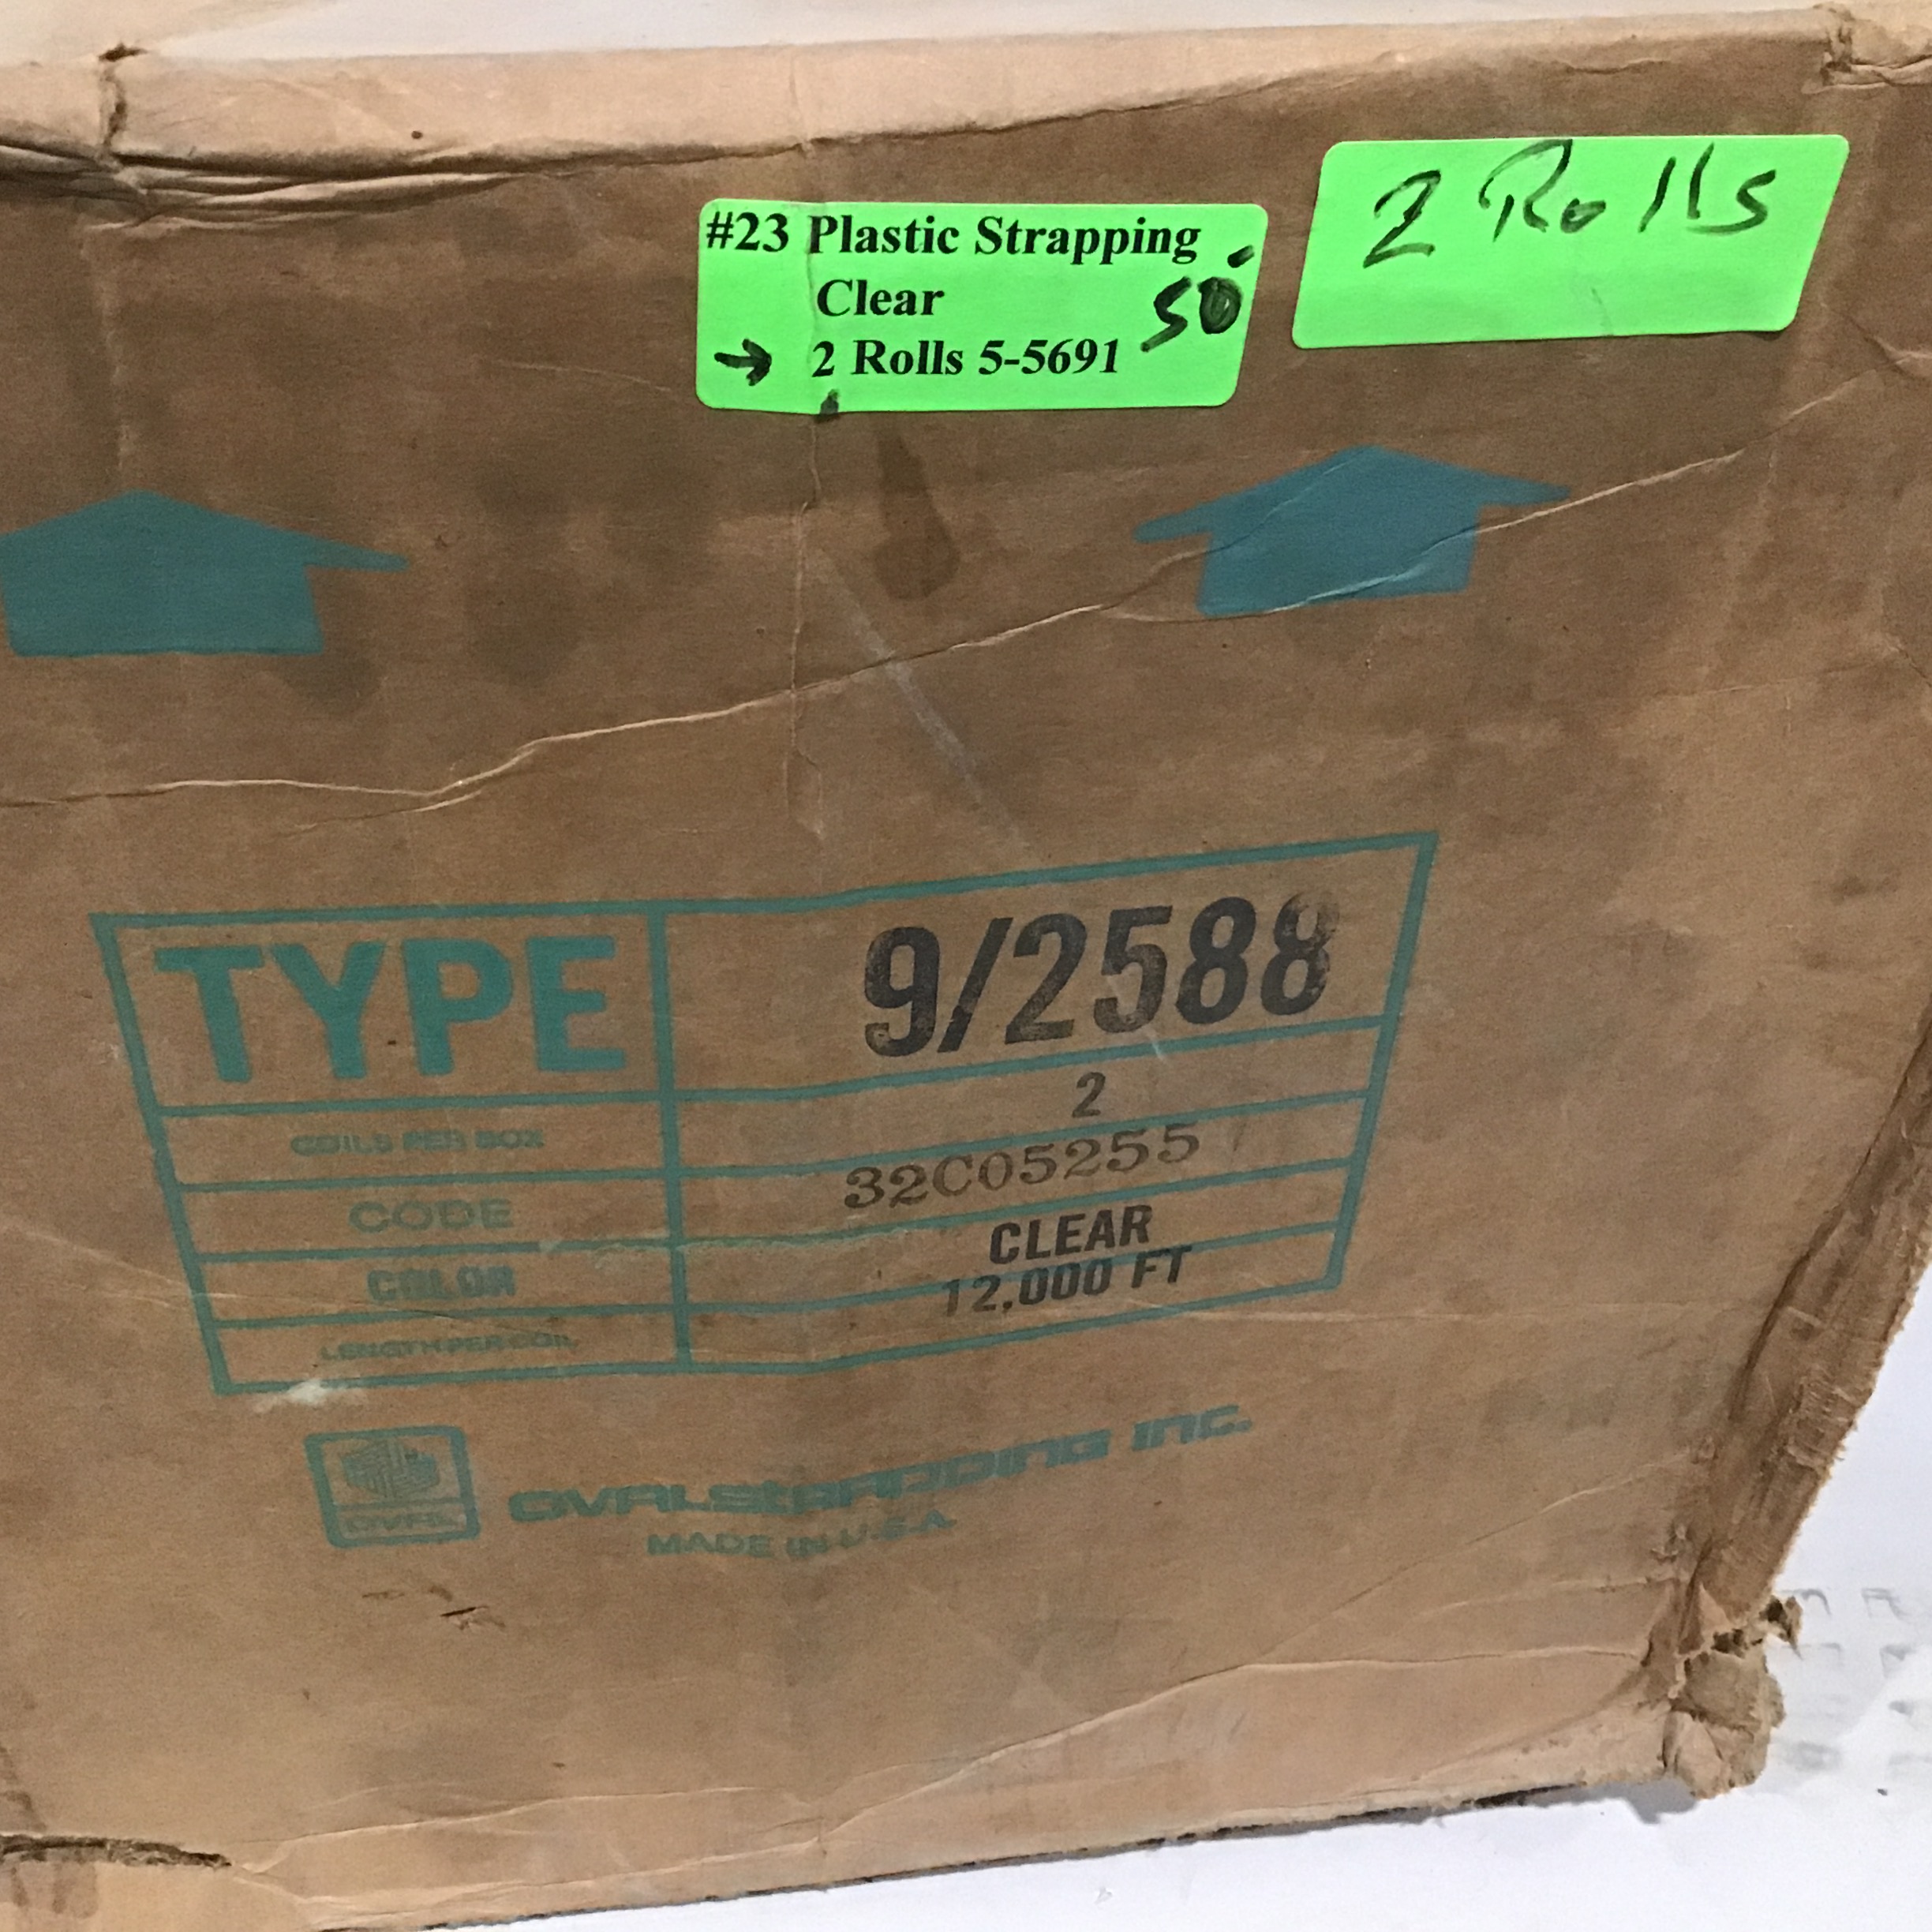 #23 Plastic Strapping
Clear 50
→ 2 Rolls 5-5691
2 Rolls
TYPE 9/2588
COILS PER BOX 2
CODE 32C05255
COLOR CLEAR
LENGTH PER COIL 12,000 FT
OVAL
OVALSTRAPPING INC.
MADE IN U.S.A.